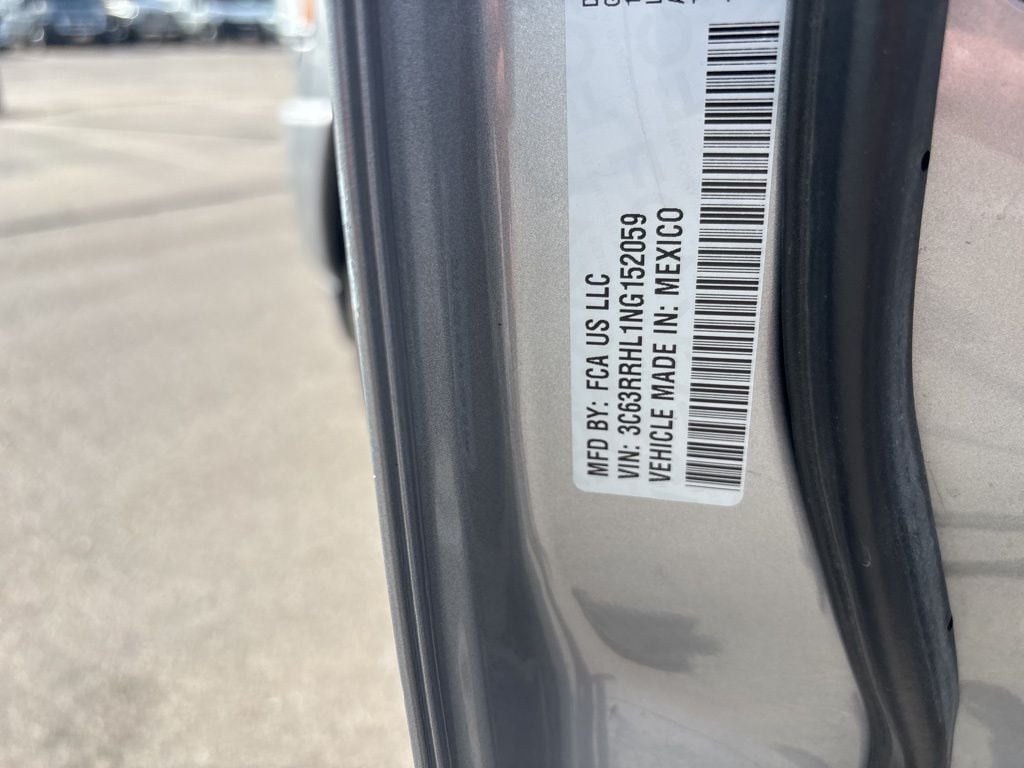 MFD BY: FCA US LLC
VIN: 3C63RRHL1NG152059
VEHICLE MADE IN: MEXICO